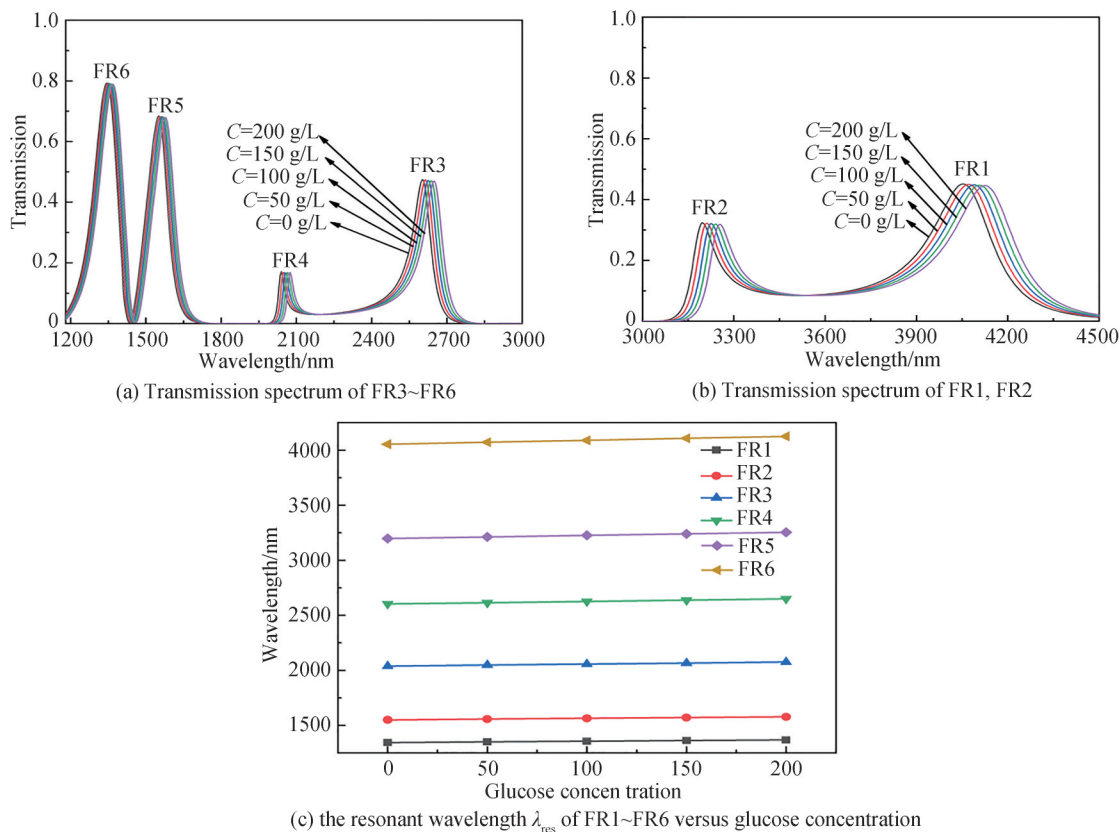 1.0
0.8
0.6
0.4
0.2
0
Transmission
FR6
FR5
C=200 g/L
C=150 g/L
C=100 g/L
C=50 g/L
C=0 g/L
FR3
FR4
1200 1500 1800 2100 2400 2700 3000
Wavelength/nm
(a) Transmission spectrum of FR3~FR6
1.0
0.8
0.6
0.4
0.2
0
Transmission
C=200 g/L
C=150 g/L
C=100 g/L
C=50 g/L
C=0 g/L
FR1
FR2
3000 3300 3600 3900 4200 4500
Wavelength/nm
(b) Transmission spectrum of FR1, FR2
4000
3500
3000
2500
2000
1500
Wavelength/nm
FR1
FR2
FR3
FR4
FR5
FR6
0 50 100 150 200
Glucose concen tration
(c) the resonant wavelength λres of FR1~FR6 versus glucose concentration